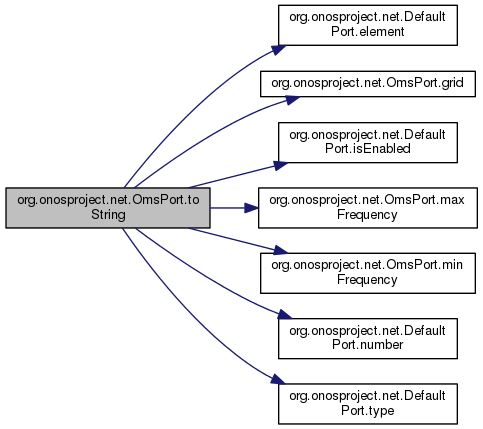 org.onosproject.net.OmsPort.to
String
org.onosproject.net.Default
Port.element
org.onosproject.net.OmsPort.grid
org.onosproject.net.Default
Port.isEnabled
org.onosproject.net.OmsPort.max
Frequency
org.onosproject.net.OmsPort.min
Frequency
org.onosproject.net.Default
Port.number
org.onosproject.net.Default
Port.type